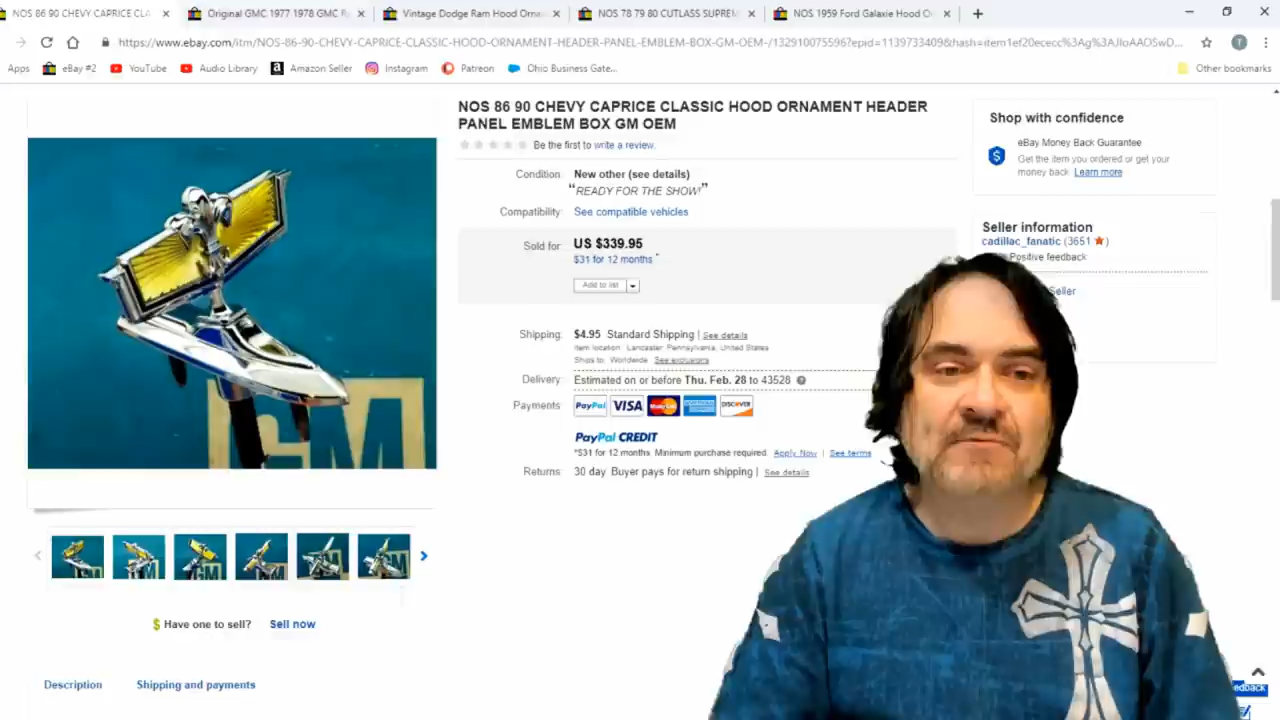 NOS 86 90 CHEVY CAPRICE CLA
Original GMC 1977 1978 GMC R
Vintage Dodge Ram Hood Orna
NOS 78 79 80 CUTLASS SUPREM
NOS 1959 Ford Galaxie Hood O
https://www.ebay.com/itm/NOS-86-90-CHEVY-CAPRICE-CLASSIC-HOOD-ORNAMENT-HEADER-PANEL-EMBLEM-BOX-GM-OEM-/132910075596?epid=1139733409&hash=item1ef20ececc%3Ag%3AJIoAAOSwD...
T
Apps
eBay #2
YouTube
Audio Library
Amazon Seller
Instagram
Patreon
Ohio Business Gate...
Other bookmarks
NOS 86 90 CHEVY CAPRICE CLASSIC HOOD ORNAMENT HEADER
PANEL EMBLEM BOX GM OEM
Be the first to write a review.
Condition: New other (see details)
"READY FOR THE SHOW!"
Compatibility: See compatible vehicles
Sold for: US $339.95
$31 for 12 months *
Add to list
Shipping: $4.95 Standard Shipping | See details
Item location: Lancaster, Pennsylvania, United States
Ships to: Worldwide See exclusions
Delivery: Estimated on or before Thu. Feb. 28 to 43528
Payments: PayPal VISA MasterCard AMERICAN EXPRESS DISCOVER
PayPal CREDIT
*$31 for 12 months. Minimum purchase required. Apply Now | See terms
Returns: 30 day Buyer pays for return shipping | See details
Shop with confidence
eBay Money Back Guarantee
Get the item you ordered or get your
money back. Learn more
Seller information
cadillac_fanatic (3651)
Positive feedback
Seller
GM
Have one to sell? Sell now
Description
Shipping and payments
edback